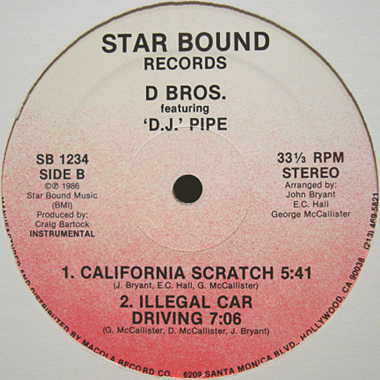 STAR BOUND
RECORDS
D BROS.
featuring
'D.J.' PIPE
SB 1234
SIDE B
©℗ 1986
Star Bound Music
(BMI)
Produced by:
Craig Bartock
INSTRUMENTAL
33⅓ RPM
STEREO
Arranged by:
John Bryant
E.C. Hall
George McCallister
1. CALIFORNIA SCRATCH 5:41
(J. Bryant, E.C. Hall, G. McCallister)
2. ILLEGAL CAR
DRIVING 7:06
(G. McCallister, D. McCallister, J. Bryant)
AND DISTRIBUTED BY MACOLA RECORD CO. 6209 SANTA MONICA BLVD. HOLLYWOOD, CA 90038 (213) 469-5821